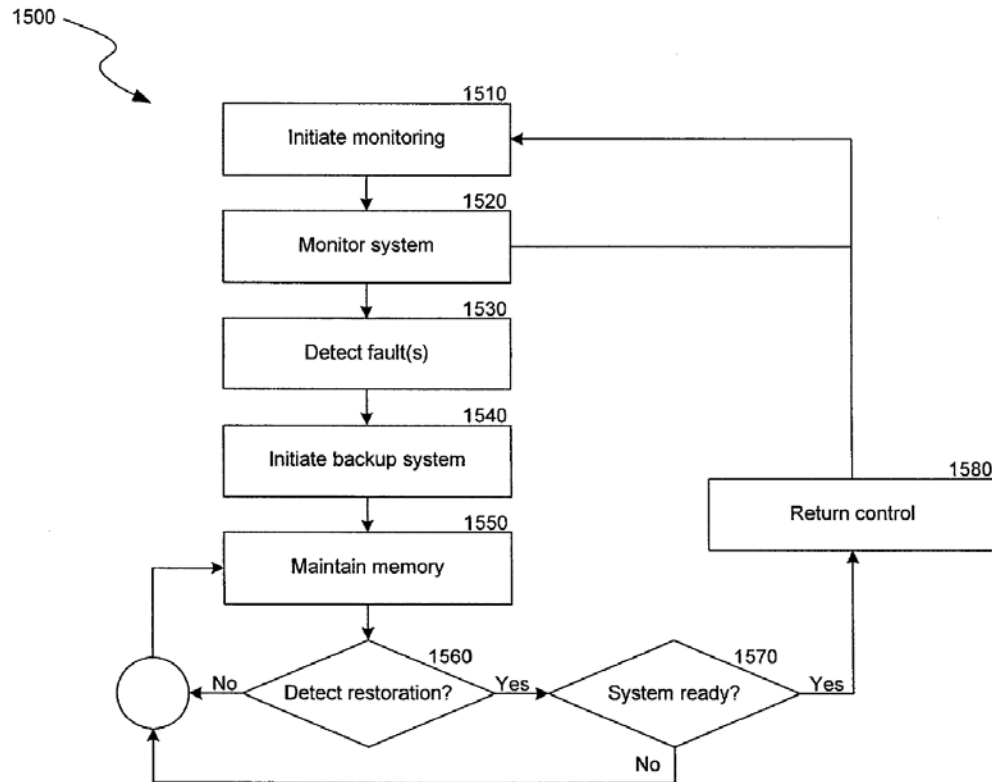 1500
1510
Initiate monitoring
1520
Monitor system
1530
Detect fault(s)
1540
Initiate backup system
1580
Return control
1550
Maintain memory
1560
Detect restoration?
No
Yes
1570
System ready?
Yes
No